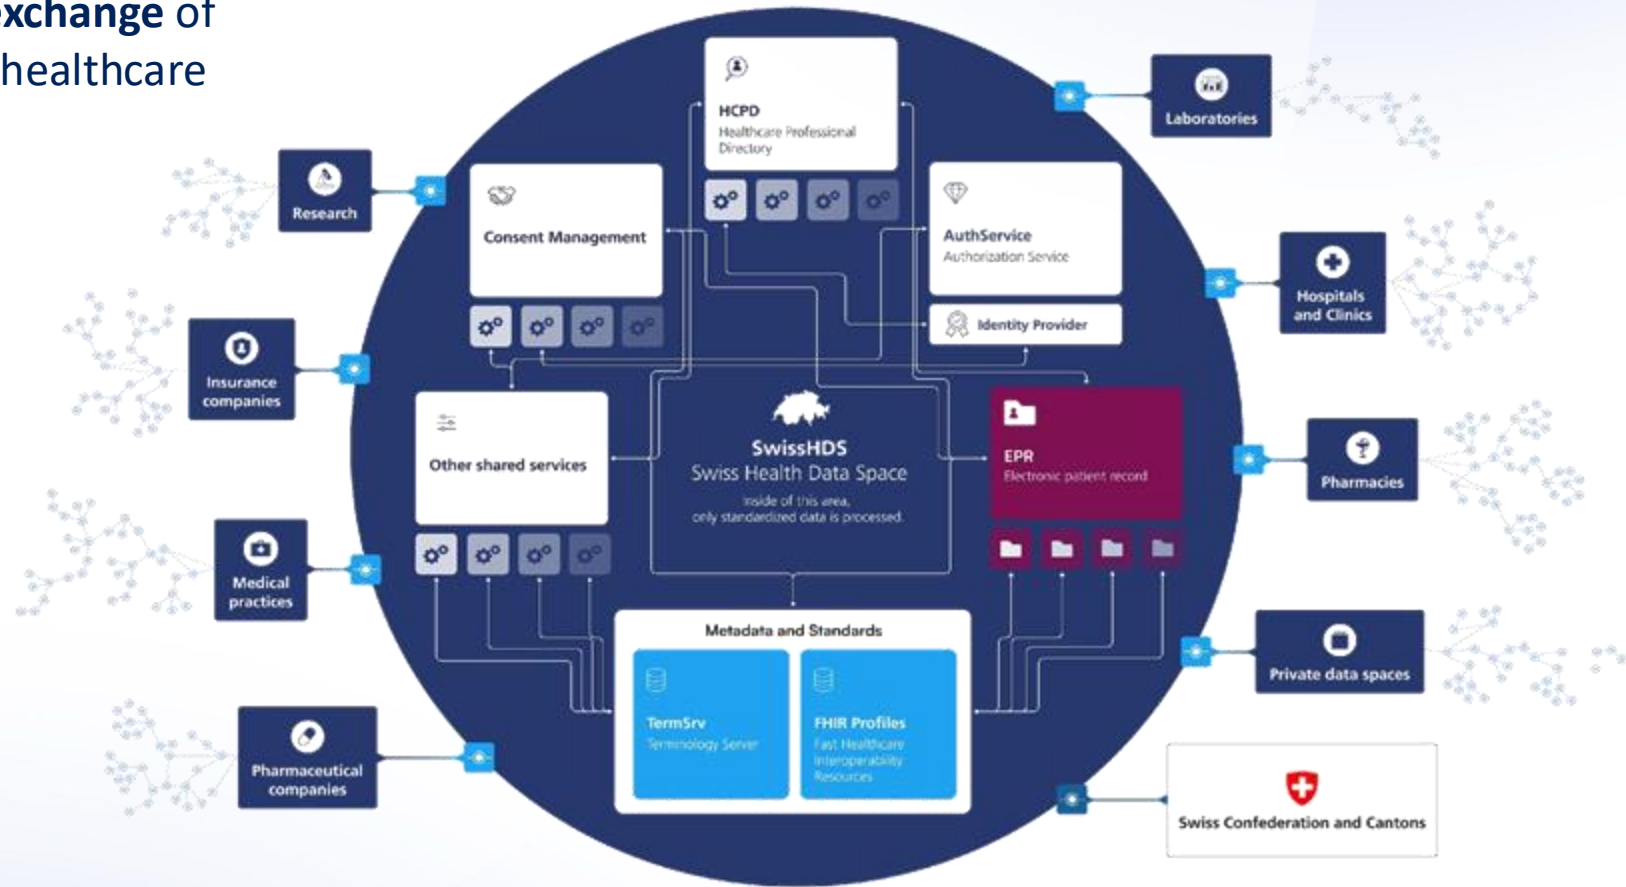 exchange of
healthcare
HCPD
Healthcare Professional
Directory
Laboratories
Research
Consent Management
AuthService
Authorization Service
Identity Provider
Hospitals
and Clinics
Insurance
companies
Other shared services
SwissHDS
Swiss Health Data Space
Inside of this area,
only standardized data is processed.
EPR
Electronic patient record
Pharmacies
Medical
practices
Metadata and Standards
TermSrv
Terminology Server
FHIR Profiles
Fast Healthcare
Interoperability
Resources
Private data spaces
Pharmaceutical
companies
Swiss Confederation and Cantons